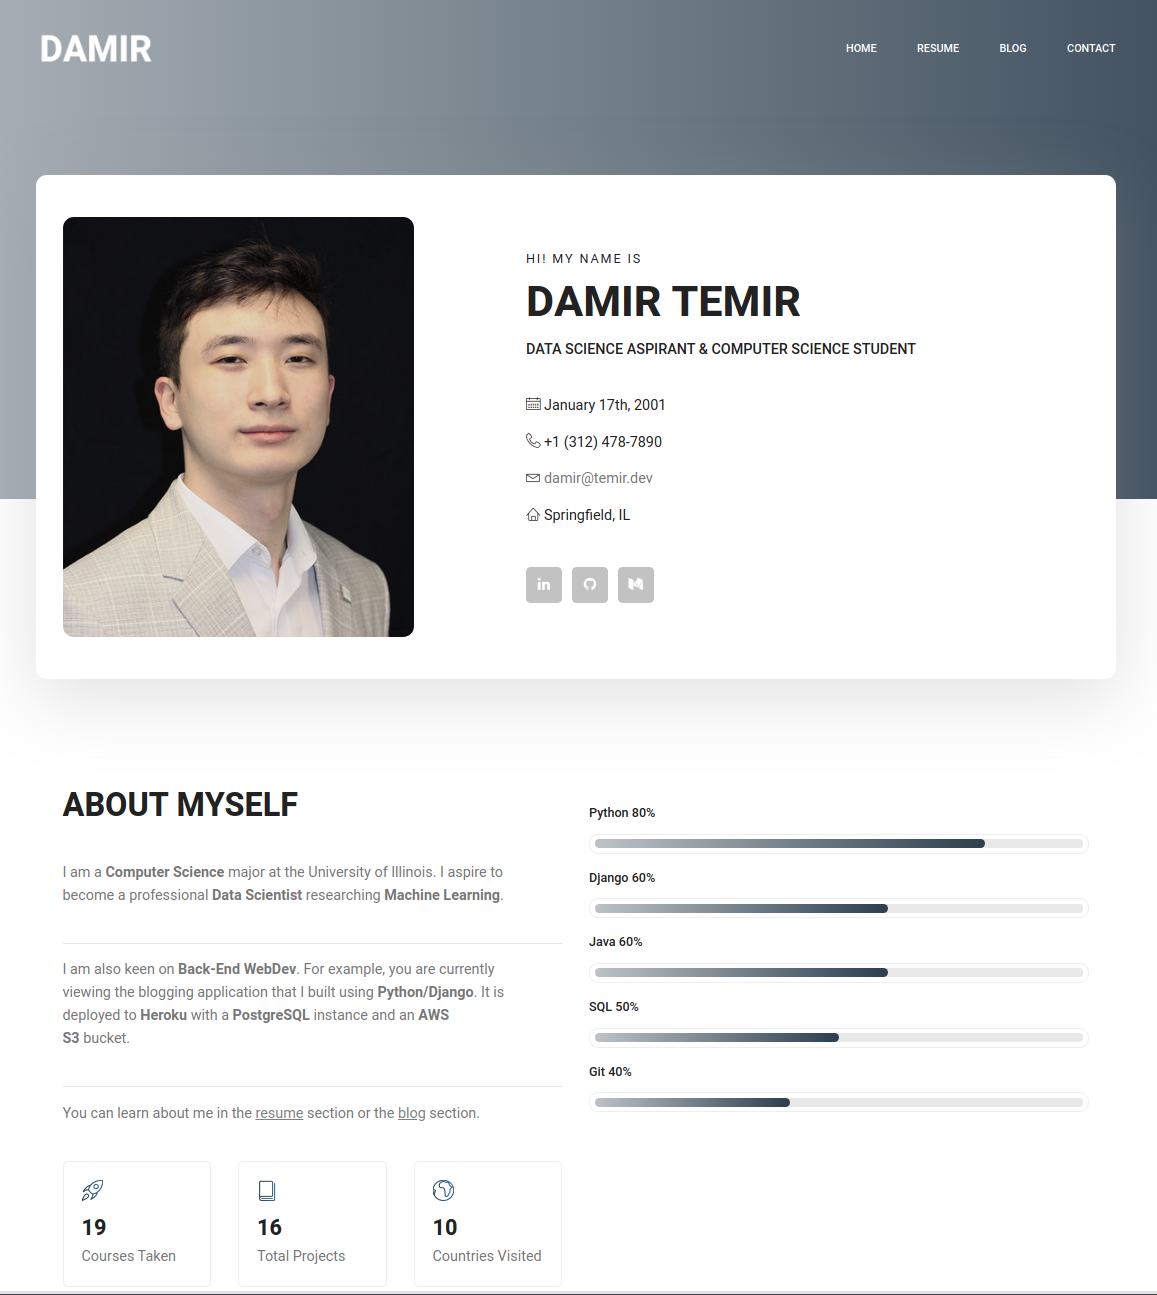 DAMIR
HOME RESUME BLOG CONTACT
HI! MY NAME IS
DAMIR TEMIR
DATA SCIENCE ASPIRANT & COMPUTER SCIENCE STUDENT
January 17th, 2001
+1 (312) 478-7890
damir@temir.dev
Springfield, IL
in
ABOUT MYSELF
I am a Computer Science major at the University of Illinois. I aspire to
become a professional Data Scientist researching Machine Learning.
I am also keen on Back-End WebDev. For example, you are currently
viewing the blogging application that I built using Python/Django. It is
deployed to Heroku with a PostgreSQL instance and an AWS
S3 bucket.
You can learn about me in the resume section or the blog section.
19
Courses Taken
16
Total Projects
10
Countries Visited
Python 80%
Django 60%
Java 60%
SQL 50%
Git 40%